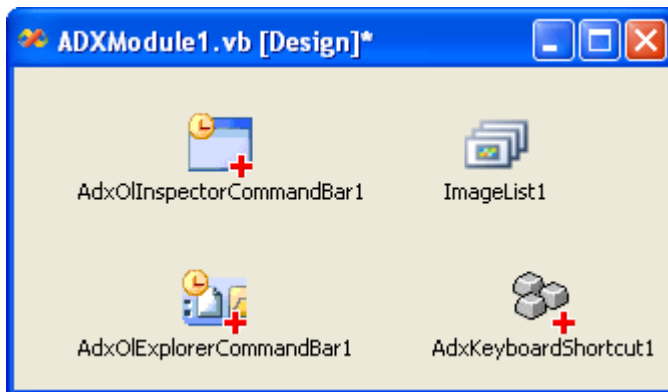 ADXModule1.vb [Design]*
AdxOlInspectorCommandBar1
ImageList1
AdxOlExplorerCommandBar1
AdxKeyboardShortcut1